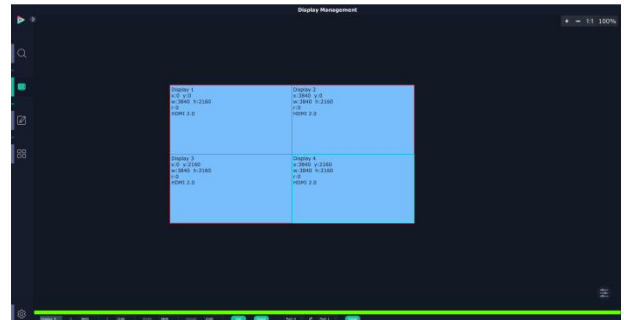 Display Management
+ - 1:1 100%
Display 1
x:0 y:0
w:3840 h:2160
r:0
HDMI 2.0
Display 2
x:3840 y:0
w:3840 h:2160
r:0
HDMI 2.0
Display 3
x:0 y:2160
w:3840 h:2160
r:0
HDMI 2.0
Display 4
x:3840 y:2160
w:3840 h:2160
r:0
HDMI 2.0